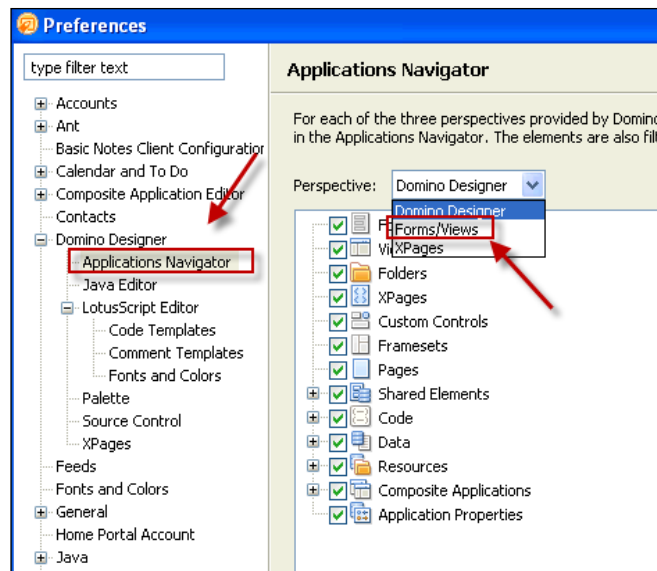 Preferences
type filter text
Accounts
Ant
Basic Notes Client Configuration
Calendar and To Do
Composite Application Editor
Contacts
Domino Designer
Applications Navigator
Java Editor
LotusScript Editor
Code Templates
Comment Templates
Fonts and Colors
Palette
Source Control
XPages
Feeds
Fonts and Colors
General
Home Portal Account
Java
Applications Navigator
For each of the three perspectives provided by Domino
in the Applications Navigator. The elements are also filt
Perspective: Domino Designer
Domino Designer
Forms/Views
XPages
Folders
XPages
Custom Controls
Framesets
Pages
Shared Elements
Code
Data
Resources
Composite Applications
Application Properties